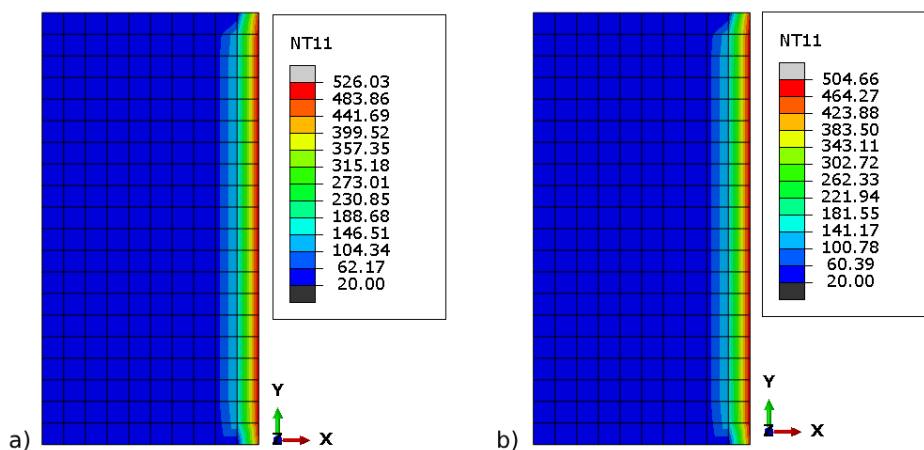 NT11
526.03
483.86
441.69
399.52
357.35
315.18
273.01
230.85
188.68
146.51
104.34
62.17
20.00
Y
Z
X
a)
NT11
504.66
464.27
423.88
383.50
343.11
302.72
262.33
221.94
181.55
141.17
100.78
60.39
20.00
Y
Z
X
b)